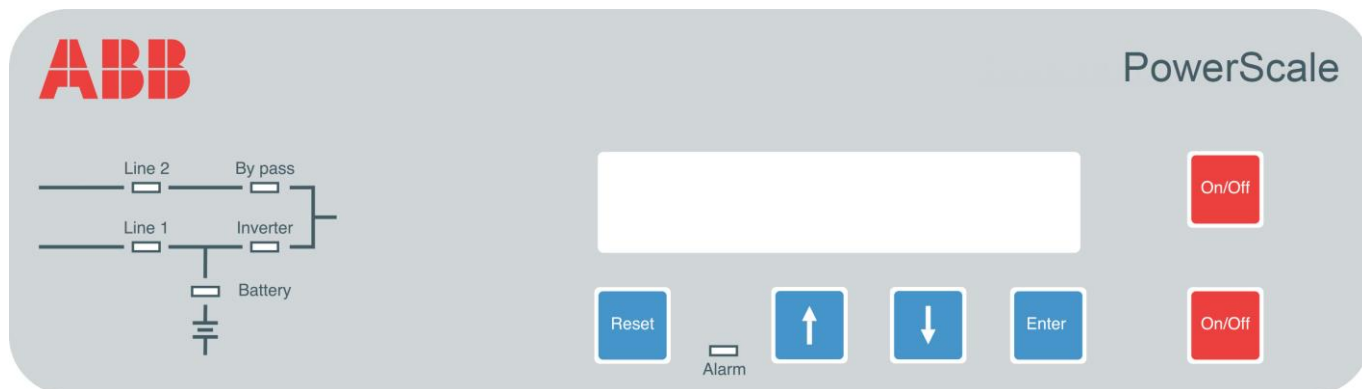 ABB
PowerScale
Line 2
By pass
Line 1
Inverter
Battery
Reset
Alarm
Enter
On/Off
On/Off